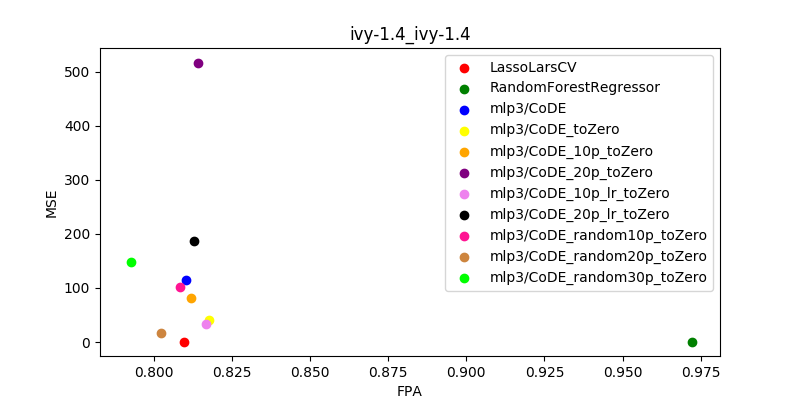 ivy-1.4_ivy-1.4
MSE
500
400
300
200
100
0
LassoLarsCV
RandomForestRegressor
mlp3/CoDE
mlp3/CoDE_toZero
mlp3/CoDE_10p_toZero
mlp3/CoDE_20p_toZero
mlp3/CoDE_10p_lr_toZero
mlp3/CoDE_20p_lr_toZero
mlp3/CoDE_random10p_toZero
mlp3/CoDE_random20p_toZero
mlp3/CoDE_random30p_toZero
0.800 0.825 0.850 0.875 0.900 0.925 0.950 0.975
FPA